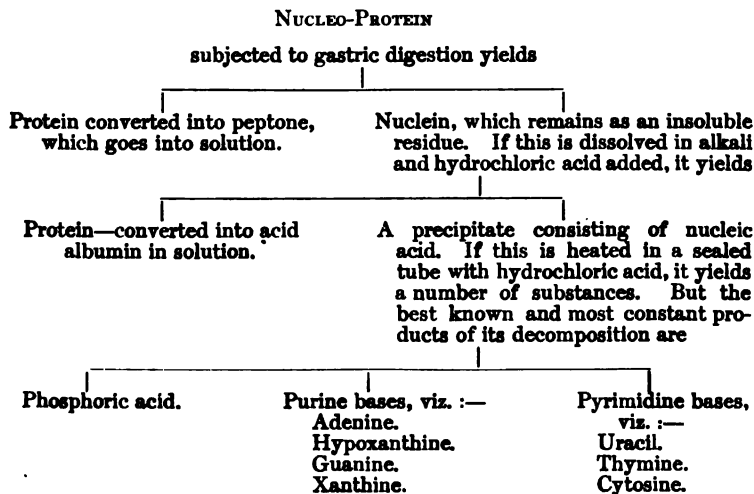 NUCLEO-PROTEIN
subjected to gastric digestion yields
Protein converted into peptone,
which goes into solution.
Nuclein, which remains as an insoluble
residue. If this is dissolved in alkali
and hydrochloric acid added, it yields
Protein—converted into acid
albumin in solution.
A precipitate consisting of nucleic
acid. If this is heated in a sealed
tube with hydrochloric acid, it yields
a number of substances. But the
best known and most constant pro-
ducts of its decomposition are
Phosphoric acid.
Purine bases, viz. :—
Adenine.
Hypoxanthine.
Guanine.
Xanthine.
Pyrimidine bases,
viz. :—
Uracil.
Thymine.
Cytosine.